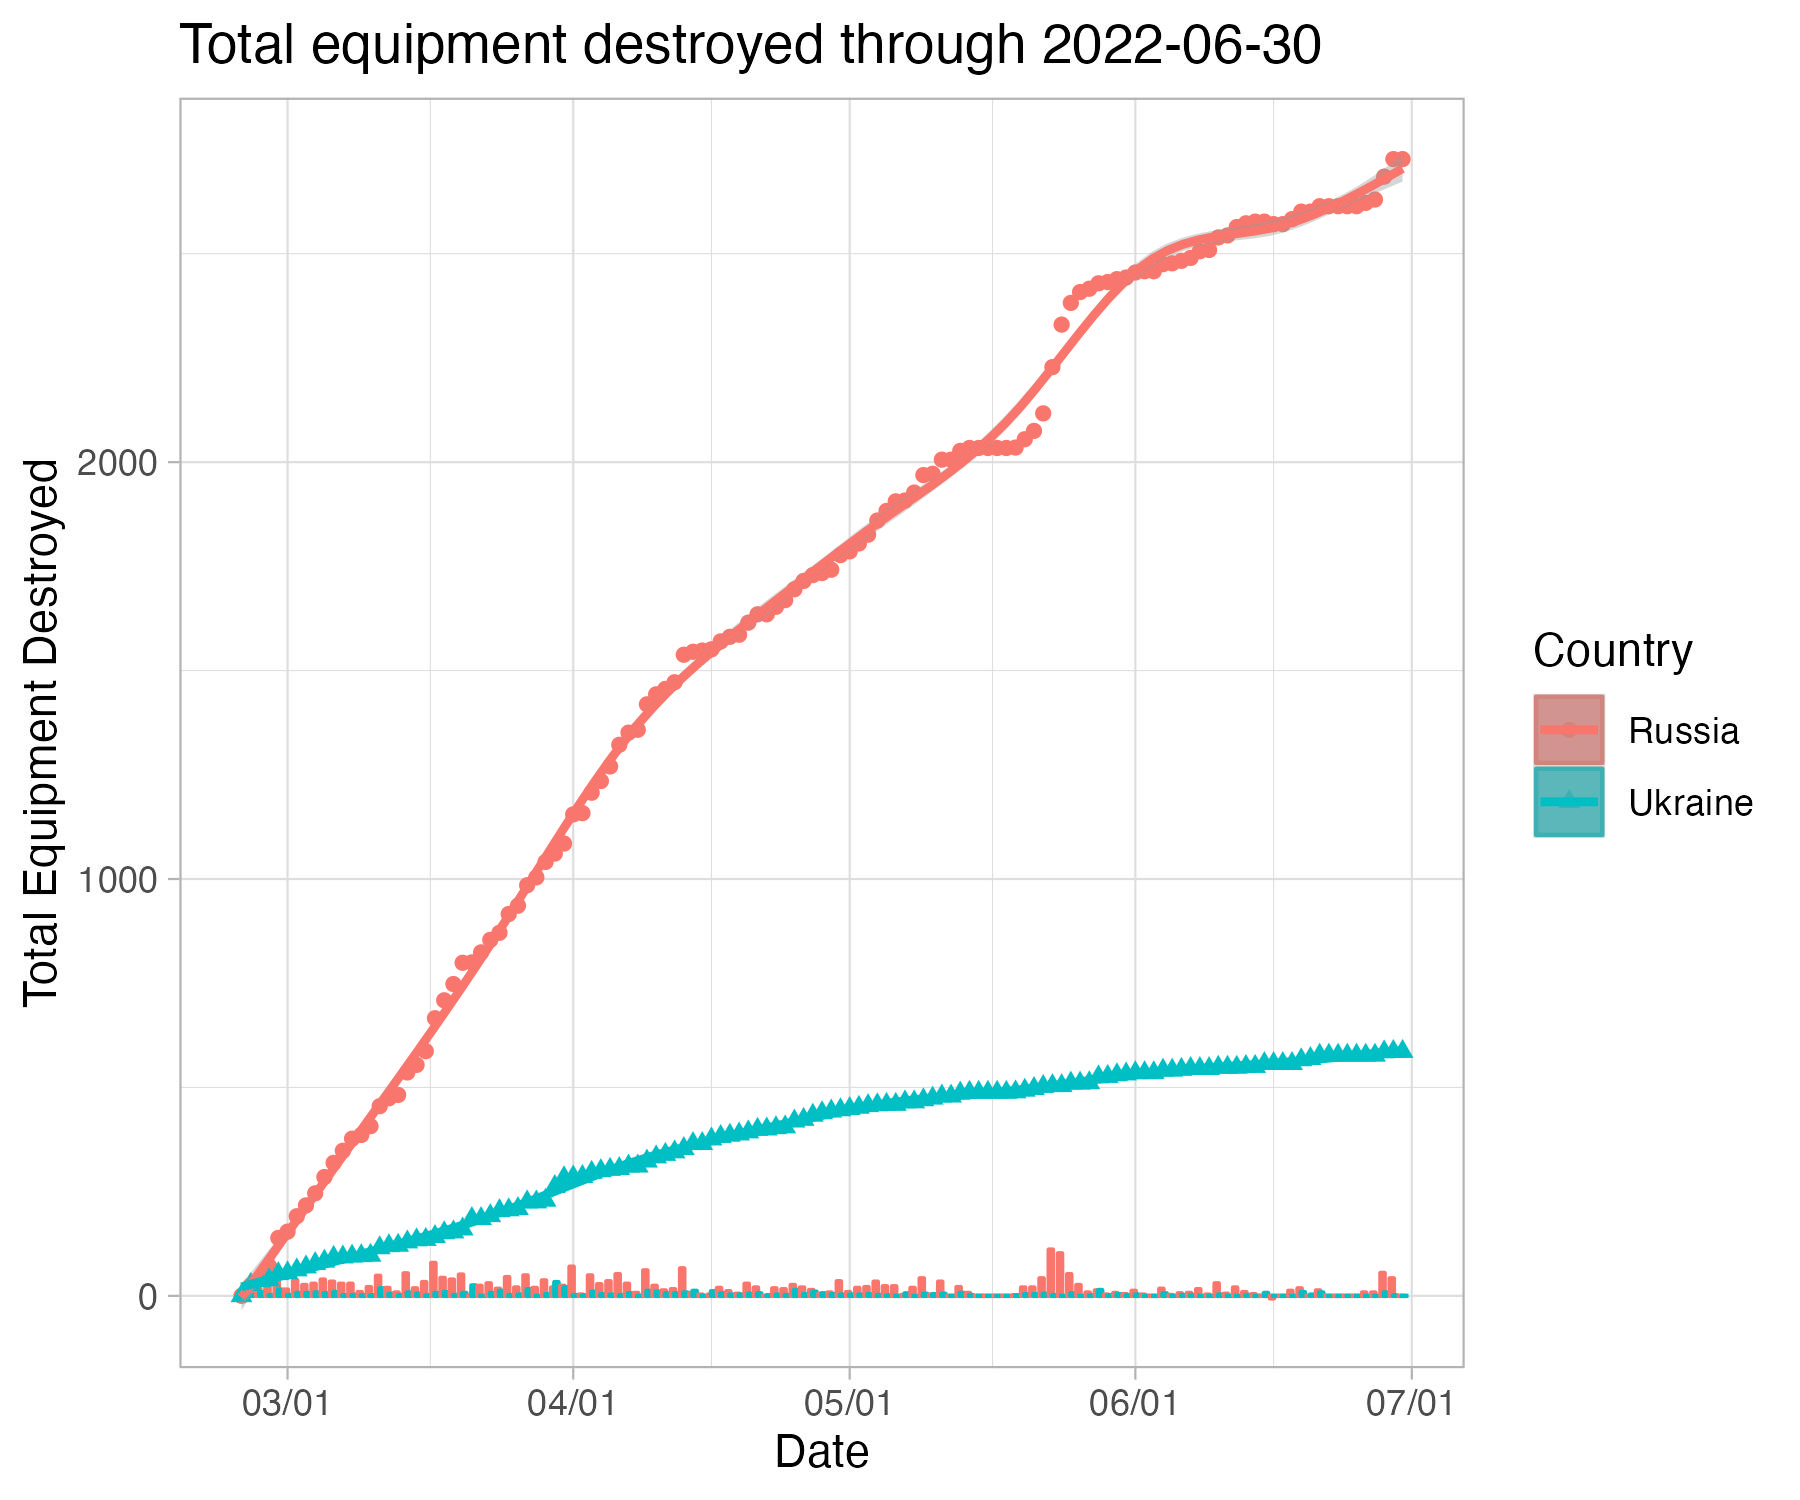 Total equipment destroyed through 2022-06-30
Total Equipment Destroyed
2000
1000
0
03/01
04/01
05/01
06/01
07/01
Date
Country
Russia
Ukraine